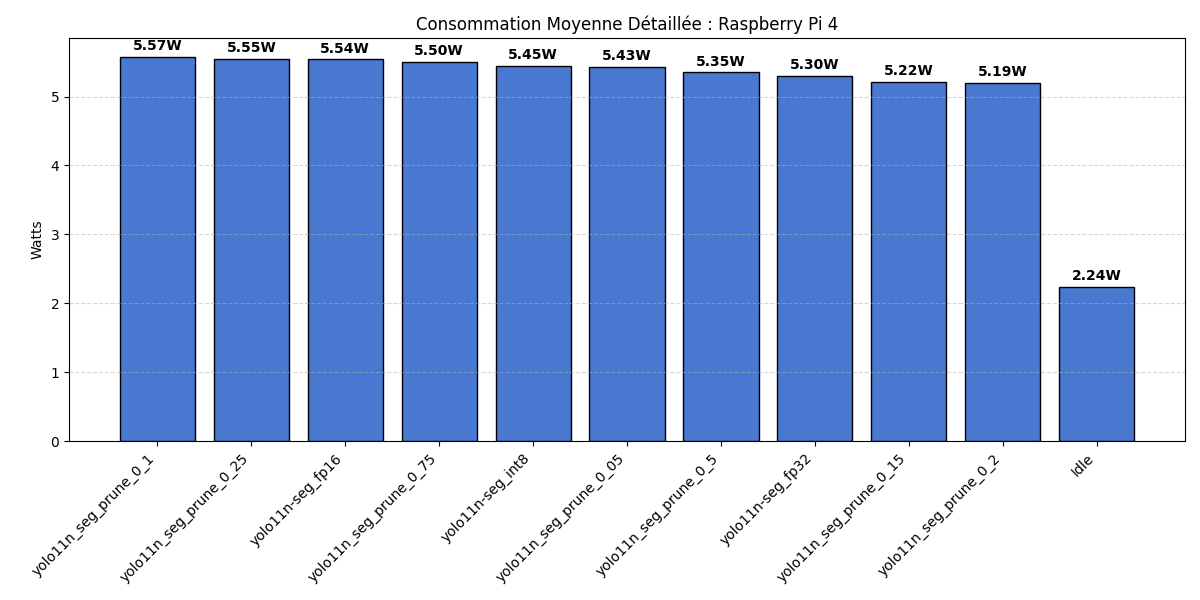 Consommation Moyenne Détaillée : Raspberry Pi 4
5.57W
5.55W
5.54W
5.50W
5.45W
5.43W
5.35W
5.30W
5.22W
5.19W
2.24W
Watts
5
4
3
2
1
0
yolo11n_seg_prune_0_1
yolo11n_seg_prune_0_25
yolo11n-seg_fp16
yolo11n_seg_prune_0_75
yolo11n-seg_int8
yolo11n_seg_prune_0_05
yolo11n_seg_prune_0_5
yolo11n-seg_fp32
yolo11n_seg_prune_0_15
yolo11n_seg_prune_0_2
Idle